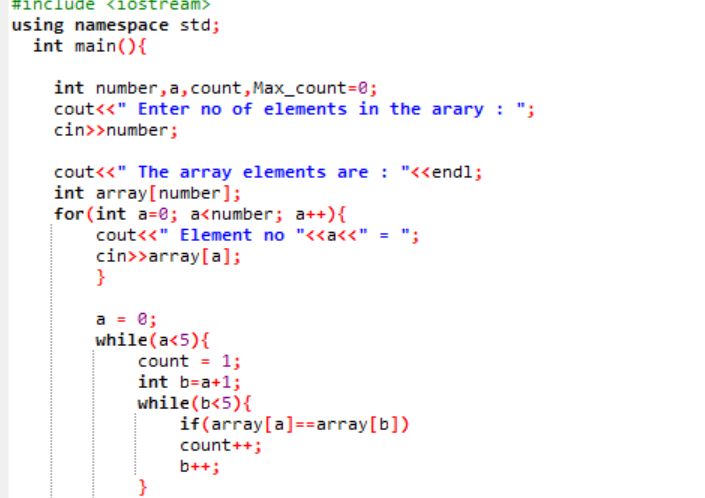 #include <iostream>
using namespace std;
int main(){
int number,a,count,Max_count=0;
cout<<" Enter no of elements in the arary : ";
cin>>number;
cout<<" The array elements are : "<<endl;
int array[number];
for(int a=0; a<number; a++){
cout<<" Element no "<<a<<" = ";
cin>>array[a];
}
a = 0;
while(a<5){
count = 1;
int b=a+1;
while(b<5){
if(array[a]==array[b])
count++;
b++;
}